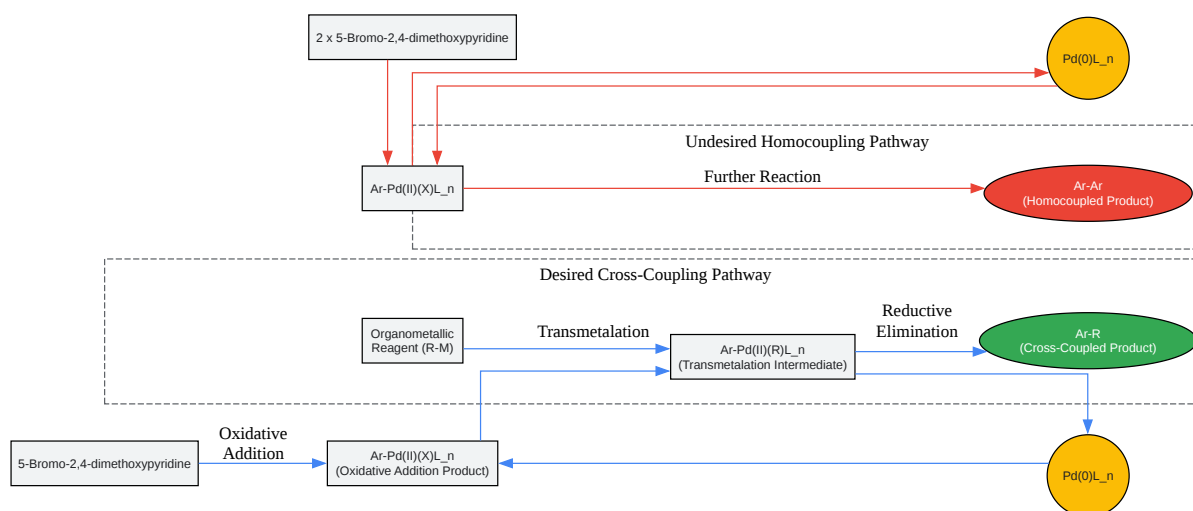 2 x 5-Bromo-2,4-dimethoxypyridine
Pd(0)L_n
Undesired Homocoupling Pathway
Ar-Pd(II)(X)L_n
Further Reaction
Ar-Ar
(Homocoupled Product)
Desired Cross-Coupling Pathway
Organometallic
Reagent (R-M)
Transmetalation
Ar-Pd(II)(R)L_n
(Transmetalation Intermediate)
Reductive
Elimination
Ar-R
(Cross-Coupled Product)
5-Bromo-2,4-dimethoxypyridine
Oxidative
Addition
Ar-Pd(II)(X)L_n
(Oxidative Addition Product)
Pd(0)L_n